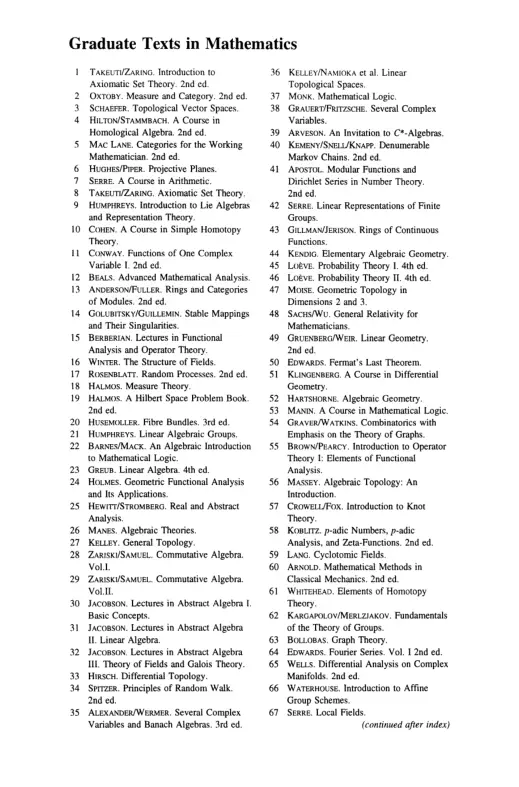 Graduate Texts in Mathematics
1 TAKEUTI/ZARING. Introduction to
Axiomatic Set Theory. 2nd ed.
2 OXTOBY. Measure and Category. 2nd ed.
3 SCHAEFER. Topological Vector Spaces.
4 HILTON/STAMMBACH. A Course in
Homological Algebra. 2nd ed.
5 MAC LANE. Categories for the Working
Mathematician. 2nd ed.
6 HUGHES/PIPER. Projective Planes.
7 SERRE. A Course in Arithmetic.
8 TAKEUTI/ZARING. Axiomatic Set Theory.
9 HUMPHREYS. Introduction to Lie Algebras
and Representation Theory.
10 COHEN. A Course in Simple Homotopy
Theory.
11 CONWAY. Functions of One Complex
Variable I. 2nd ed.
12 BEALS. Advanced Mathematical Analysis.
13 ANDERSON/FULLER. Rings and Categories
of Modules. 2nd ed.
14 GOLUBITSKY/GUILLEMIN. Stable Mappings
and Their Singularities.
15 BERBERIAN. Lectures in Functional
Analysis and Operator Theory.
16 WINTER. The Structure of Fields.
17 ROSENBLATT. Random Processes. 2nd ed.
18 HALMOS. Measure Theory.
19 HALMOS. A Hilbert Space Problem Book.
2nd ed.
20 HUSEMOLLER. Fibre Bundles. 3rd ed.
21 HUMPHREYS. Linear Algebraic Groups.
22 BARNES/MACK. An Algebraic Introduction
to Mathematical Logic.
23 GREUB. Linear Algebra. 4th ed.
24 HOLMES. Geometric Functional Analysis
and Its Applications.
25 HEWITT/STROMBERG. Real and Abstract
Analysis.
26 MANES. Algebraic Theories.
27 KELLEY. General Topology.
28 ZARISKI/SAMUEL. Commutative Algebra.
Vol.I.
29 ZARISKI/SAMUEL. Commutative Algebra.
Vol.II.
30 JACOBSON. Lectures in Abstract Algebra I.
Basic Concepts.
31 JACOBSON. Lectures in Abstract Algebra
II. Linear Algebra.
32 JACOBSON. Lectures in Abstract Algebra
III. Theory of Fields and Galois Theory.
33 HIRSCH. Differential Topology.
34 SPITZER. Principles of Random Walk.
2nd ed.
35 ALEXANDER/WERMER. Several Complex
Variables and Banach Algebras. 3rd ed.
36 KELLEY/NAMIOKA et al. Linear
Topological Spaces.
37 MONK. Mathematical Logic.
38 GRAUERT/FRITZSCHE. Several Complex
Variables.
39 ARVESON. An Invitation to C*-Algebras.
40 KEMENY/SNELL/KNAPP. Denumerable
Markov Chains. 2nd ed.
41 APOSTOL. Modular Functions and
Dirichlet Series in Number Theory.
2nd ed.
42 SERRE. Linear Representations of Finite
Groups.
43 GILLMAN/JERISON. Rings of Continuous
Functions.
44 KENDIG. Elementary Algebraic Geometry.
45 LOÈVE. Probability Theory I. 4th ed.
46 LOÈVE. Probability Theory II. 4th ed.
47 MOISE. Geometric Topology in
Dimensions 2 and 3.
48 SACHS/WU. General Relativity for
Mathematicians.
49 GRUENBERG/WEIR. Linear Geometry.
2nd ed.
50 EDWARDS. Fermat's Last Theorem.
51 KLINGENBERG. A Course in Differential
Geometry.
52 HARTSHORNE. Algebraic Geometry.
53 MANIN. A Course in Mathematical Logic.
54 GRAVER/WATKINS. Combinatorics with
Emphasis on the Theory of Graphs.
55 BROWN/PEARCY. Introduction to Operator
Theory I: Elements of Functional
Analysis.
56 MASSEY. Algebraic Topology: An
Introduction.
57 CROWELL/FOX. Introduction to Knot
Theory.
58 KOBLITZ. p-adic Numbers, p-adic
Analysis, and Zeta-Functions. 2nd ed.
59 LANG. Cyclotomic Fields.
60 ARNOLD. Mathematical Methods in
Classical Mechanics. 2nd ed.
61 WHITEHEAD. Elements of Homotopy
Theory.
62 KARGAPOLOV/MERLZJAKOV. Fundamentals
of the Theory of Groups.
63 BOLLOBAS. Graph Theory.
64 EDWARDS. Fourier Series. Vol. I 2nd ed.
65 WELLS. Differential Analysis on Complex
Manifolds. 2nd ed.
66 WATERHOUSE. Introduction to Affine
Group Schemes.
67 SERRE. Local Fields.
(continued after index)